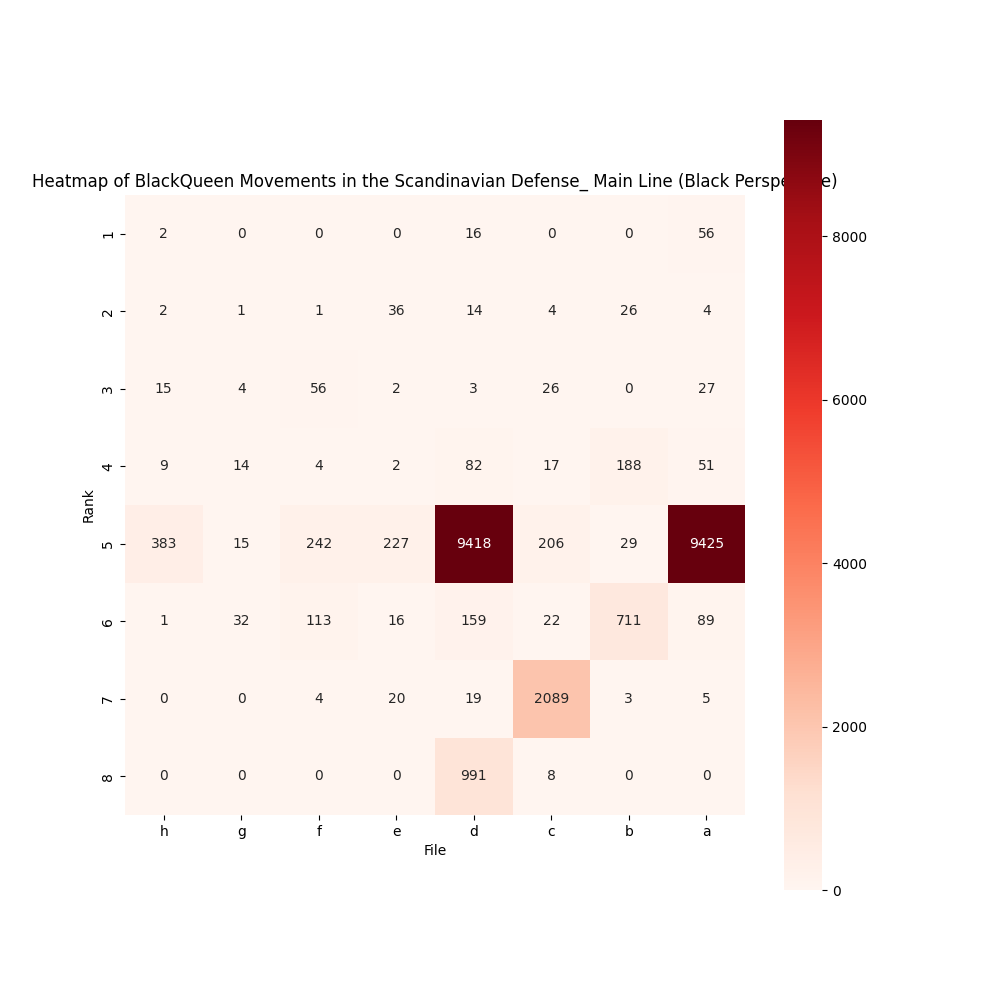 Heatmap of BlackQueen Movements in the Scandinavian Defense_ Main Line (Black Perspe e)
1 2 0 0 0 16 0 0 56
8000
2 2 1 1 36 14 4 26 4
3 15 4 56 2 3 26 0 27
6000
4 9 14 4 2 82 17 188 51
Rank
5 383 15 242 227 9418 206 29 9425
4000
6 1 32 113 16 159 22 711 89
7 0 0 4 20 19 2089 3 5
2000
8 0 0 0 0 991 8 0 0
h g f e d c b a
File
0